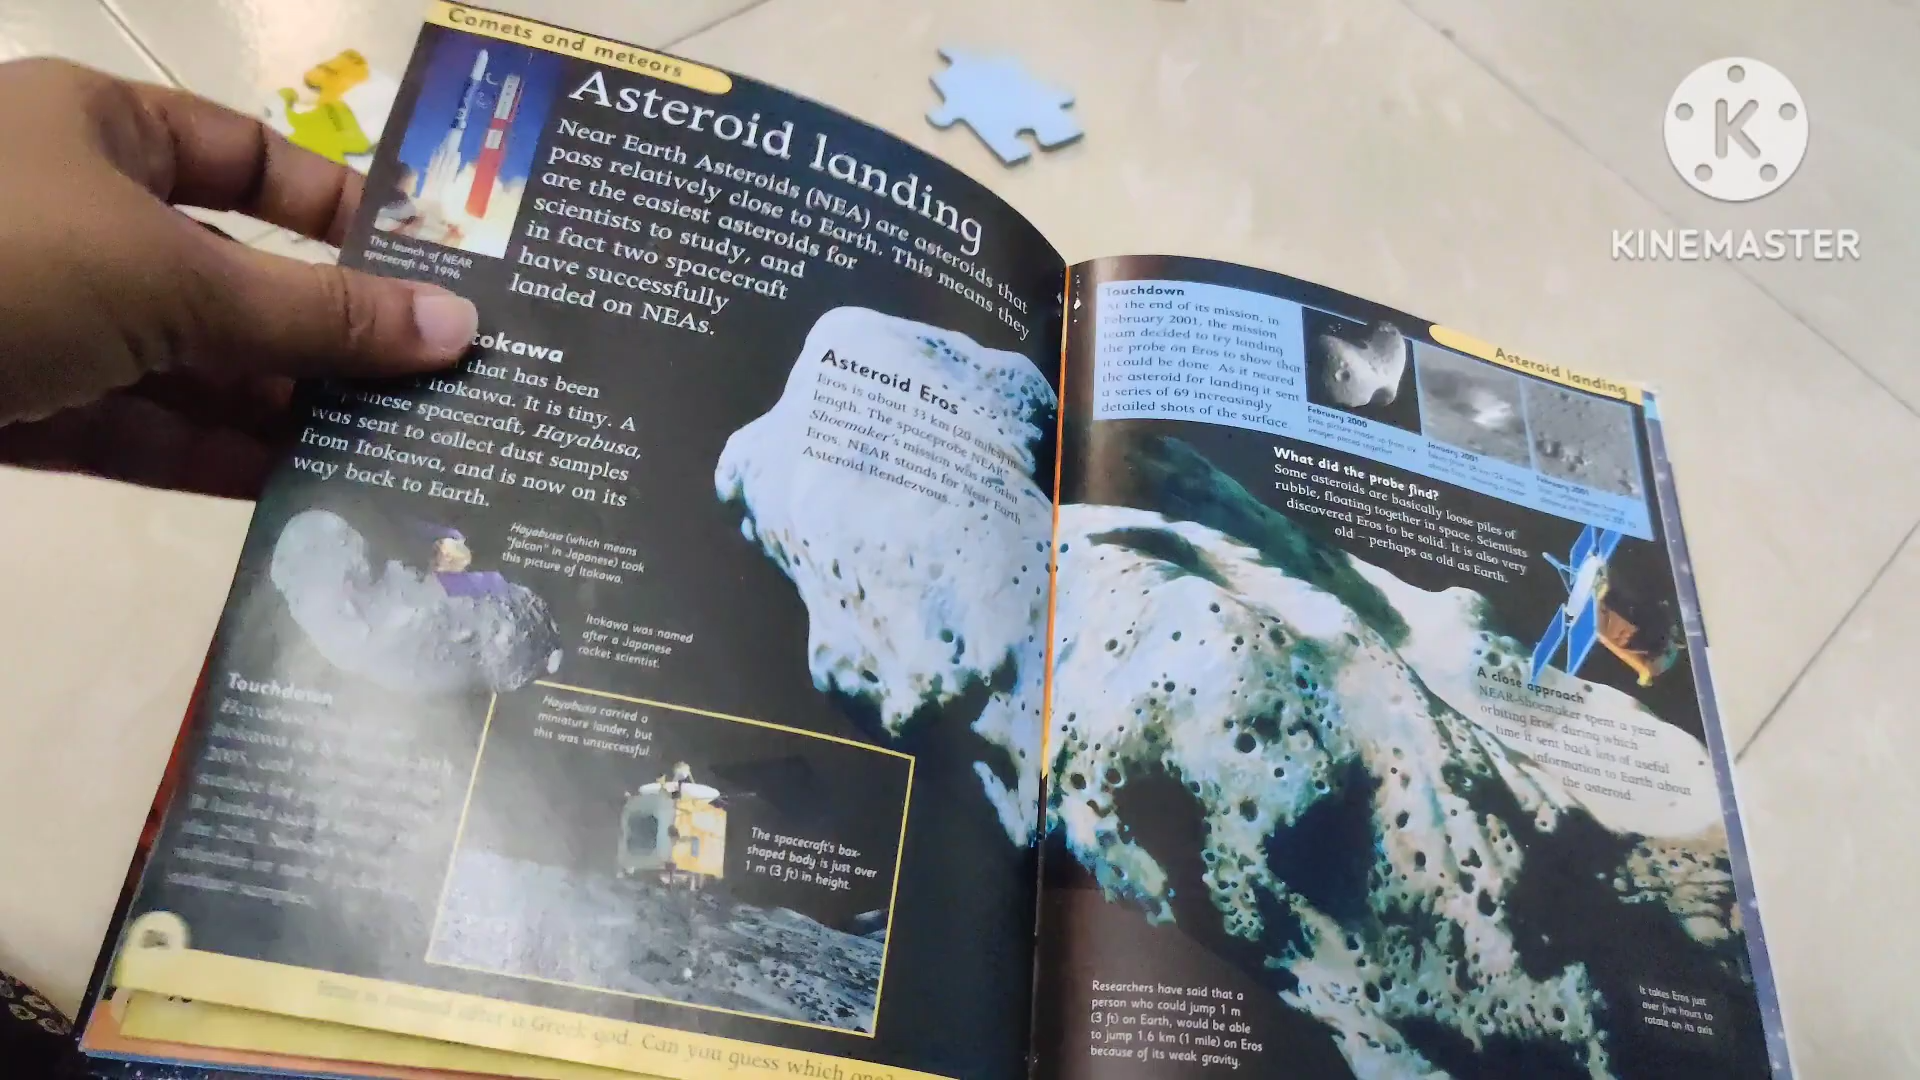 Comets and meteors
Asteroid landing
Near Earth Asteroids (NEA) are asteroids that
pass relatively close to Earth. This means they
are the easiest asteroids for
scientists to study, and
in fact two spacecraft
have successfully
landed on NEAs.
The launch of NEAR
spacecraft in 1996
tokawa
that has been
Itokawa. It is tiny. A
spacecraft, Hayabusa,
was sent to collect dust samples
from Itokawa, and is now on its
way back to Earth.
Hayabusa (which means
"falcon" in Japanese) took
this picture of Itokawa.
Itokawa was named
after a Japanese
rocket scientist.
Touchdown
Hayabusa carried a
miniature lander, but
this was unsuccessful
The spacecraft's box-
shaped body is just over
1 m (3 ft) in height.
Asteroid Eros
Eros is about 33 km (20 miles) in
length. The spaceprobe NEAR
Shoemaker's mission was to orbit
Eros. NEAR stands for Near Earth
Asteroid Rendezvous.
after a Greek god. Can you guess which one?
Asteroid landing
Touchdown
At the end of its mission, in
February 2001, the mission
team decided to try landing
the probe on Eros to show that
it could be done. As it neared
the asteroid for landing it sent
a series of 69 increasingly
detailed shots of the surface.
February 2000
Eros picture made up from
images pieced together
January 2001
February 2001
What did the probe find?
Some asteroids are basically loose piles of
rubble, floating together in space. Scientists
discovered Eros to be solid. It is also very
old – perhaps as old as Earth.
A close approach
NEAR-Shoemaker spent a year
orbiting Eros, during which
time it sent back lots of useful
information to Earth about
the asteroid.
Researchers have said that a
person who could jump 1 m
(3 ft) on Earth, would be able
to jump 1.6 km (1 mile) on Eros
because of its weak gravity.
It takes Eros just
over five hours to
rotate on its axis
K
KINEMASTER